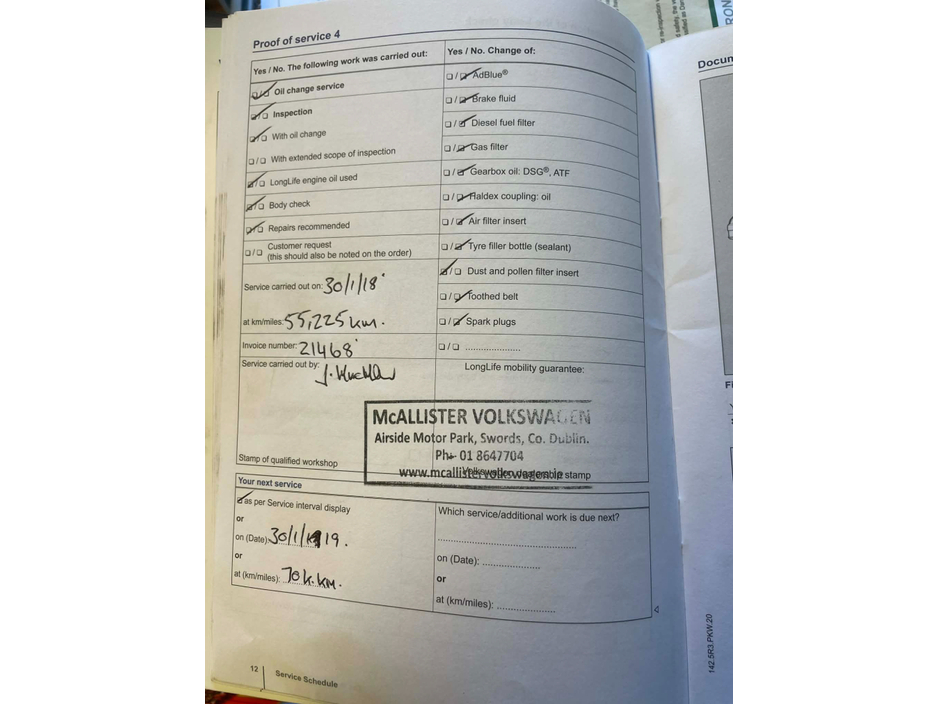 Proof of service 4
Yes / No. The following work was carried out:
☑/☐ Oil change service
☑/☐ Inspection
☑/☐ With oil change
☐/☐ With extended scope of inspection
☑/☐ LongLife engine oil used
☑/☐ Body check
☑/☐ Repairs recommended
☐/☐ Customer request
(this should also be noted on the order)
Service carried out on: 30/1/18
at km/miles: 55,225 km.
Invoice number: 21468
Service carried out by:
Stamp of qualified workshop
Yes / No. Change of:
☐/☑ AdBlue®
☐/☑ Brake fluid
☐/☑ Diesel fuel filter
☐/☑ Gas filter
☐/☑ Gearbox oil: DSG®, ATF
☐/☑ Haldex coupling: oil
☐/☑ Air filter insert
☐/☑ Tyre filler bottle (sealant)
☑/☐ Dust and pollen filter insert
☐/☑ Toothed belt
☐/☑ Spark plugs
☐/☐ .....................
LongLife mobility guarantee:
McALLISTER VOLKSWAGEN
Airside Motor Park, Swords, Co. Dublin.
Ph: 01 8647704
www.mcallistervolkswagen.ie
Volkswagen dealership stamp
Your next service
☑ as per Service interval display
or
on (Date): 30/1/19.
or
at (km/miles): 70k.km.
Which service/additional work is due next?
.....................................................
on (Date): ......................
or
at (km/miles): ......................
12
Service Schedule
Docum
142.5R3.PKW.20